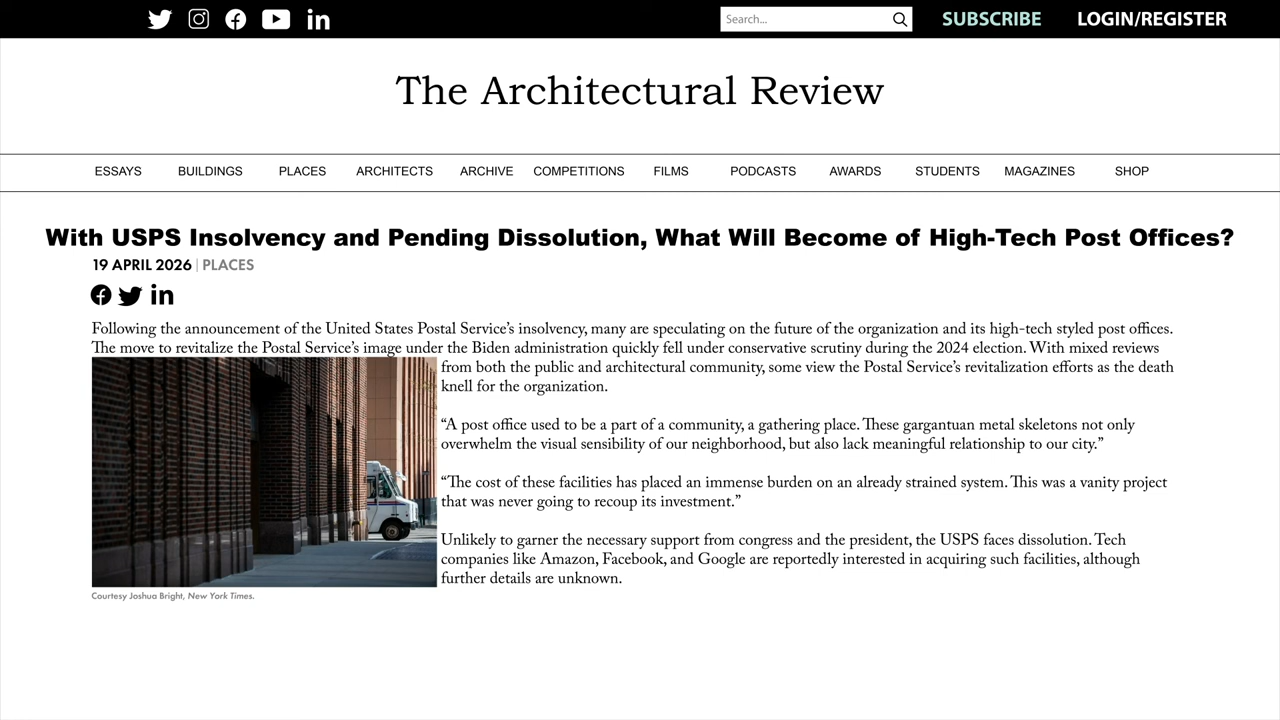 Search...
SUBSCRIBE
LOGIN/REGISTER
The Architectural Review
ESSAYS BUILDINGS PLACES ARCHITECTS ARCHIVE COMPETITIONS FILMS PODCASTS AWARDS STUDENTS MAGAZINES SHOP
With USPS Insolvency and Pending Dissolution, What Will Become of High-Tech Post Offices?
19 APRIL 2026 | PLACES
Following the announcement of the United States Postal Service’s insolvency, many are speculating on the future of the organization and its high-tech styled post offices.
The move to revitalize the Postal Service’s image under the Biden administration quickly fell under conservative scrutiny during the 2024 election. With mixed reviews
from both the public and architectural community, some view the Postal Service’s revitalization efforts as the death
knell for the organization.
“A post office used to be a part of a community, a gathering place. These gargantuan metal skeletons not only
overwhelm the visual sensibility of our neighborhood, but also lack meaningful relationship to our city.”
“The cost of these facilities has placed an immense burden on an already strained system. This was a vanity project
that was never going to recoup its investment.”
Unlikely to garner the necessary support from congress and the president, the USPS faces dissolution. Tech
companies like Amazon, Facebook, and Google are reportedly interested in acquiring such facilities, although
further details are unknown.
Courtesy Joshua Bright, New York Times.